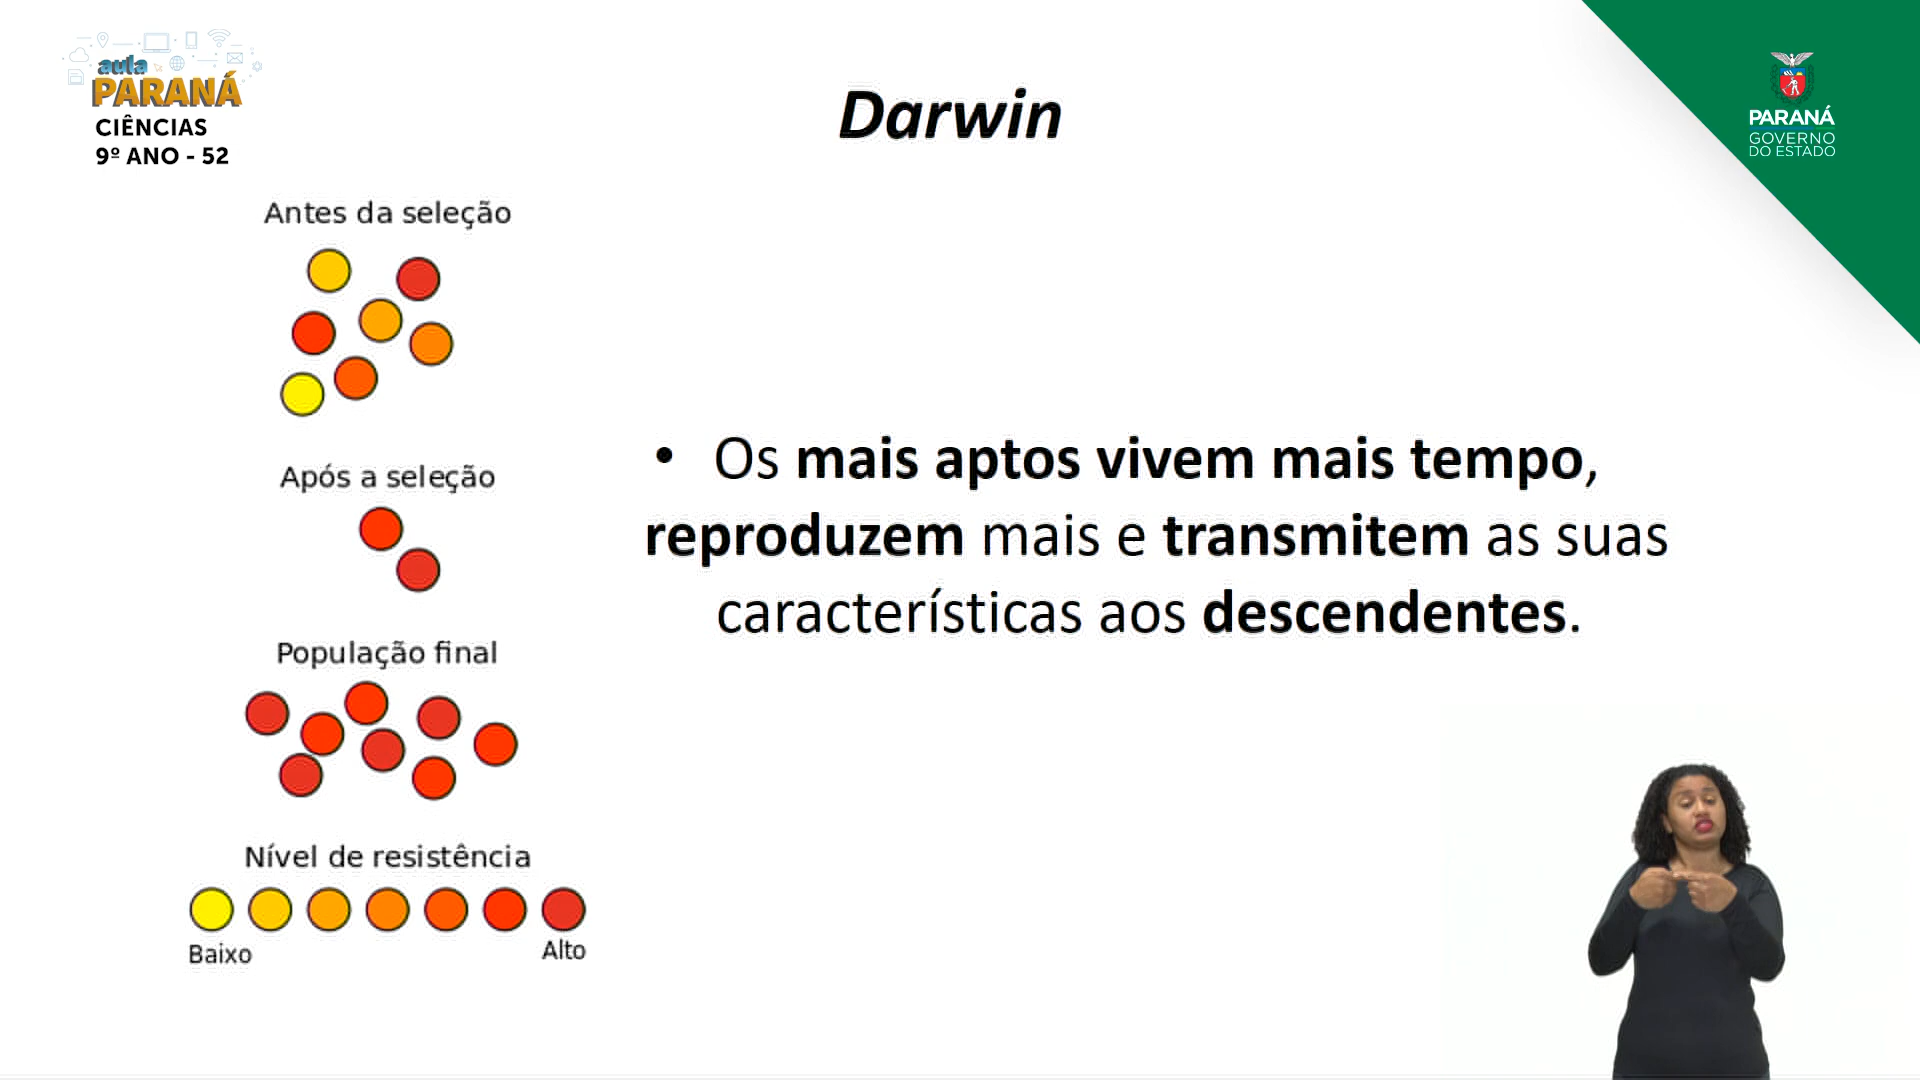 aula
PARANÁ
CIÊNCIAS
9º ANO - 52
Darwin
PARANÁ
GOVERNO
DO ESTADO
Antes da seleção
Após a seleção
População final
Nível de resistência
Baixo
Alto
• Os mais aptos vivem mais tempo,
reproduzem mais e transmitem as suas
características aos descendentes.